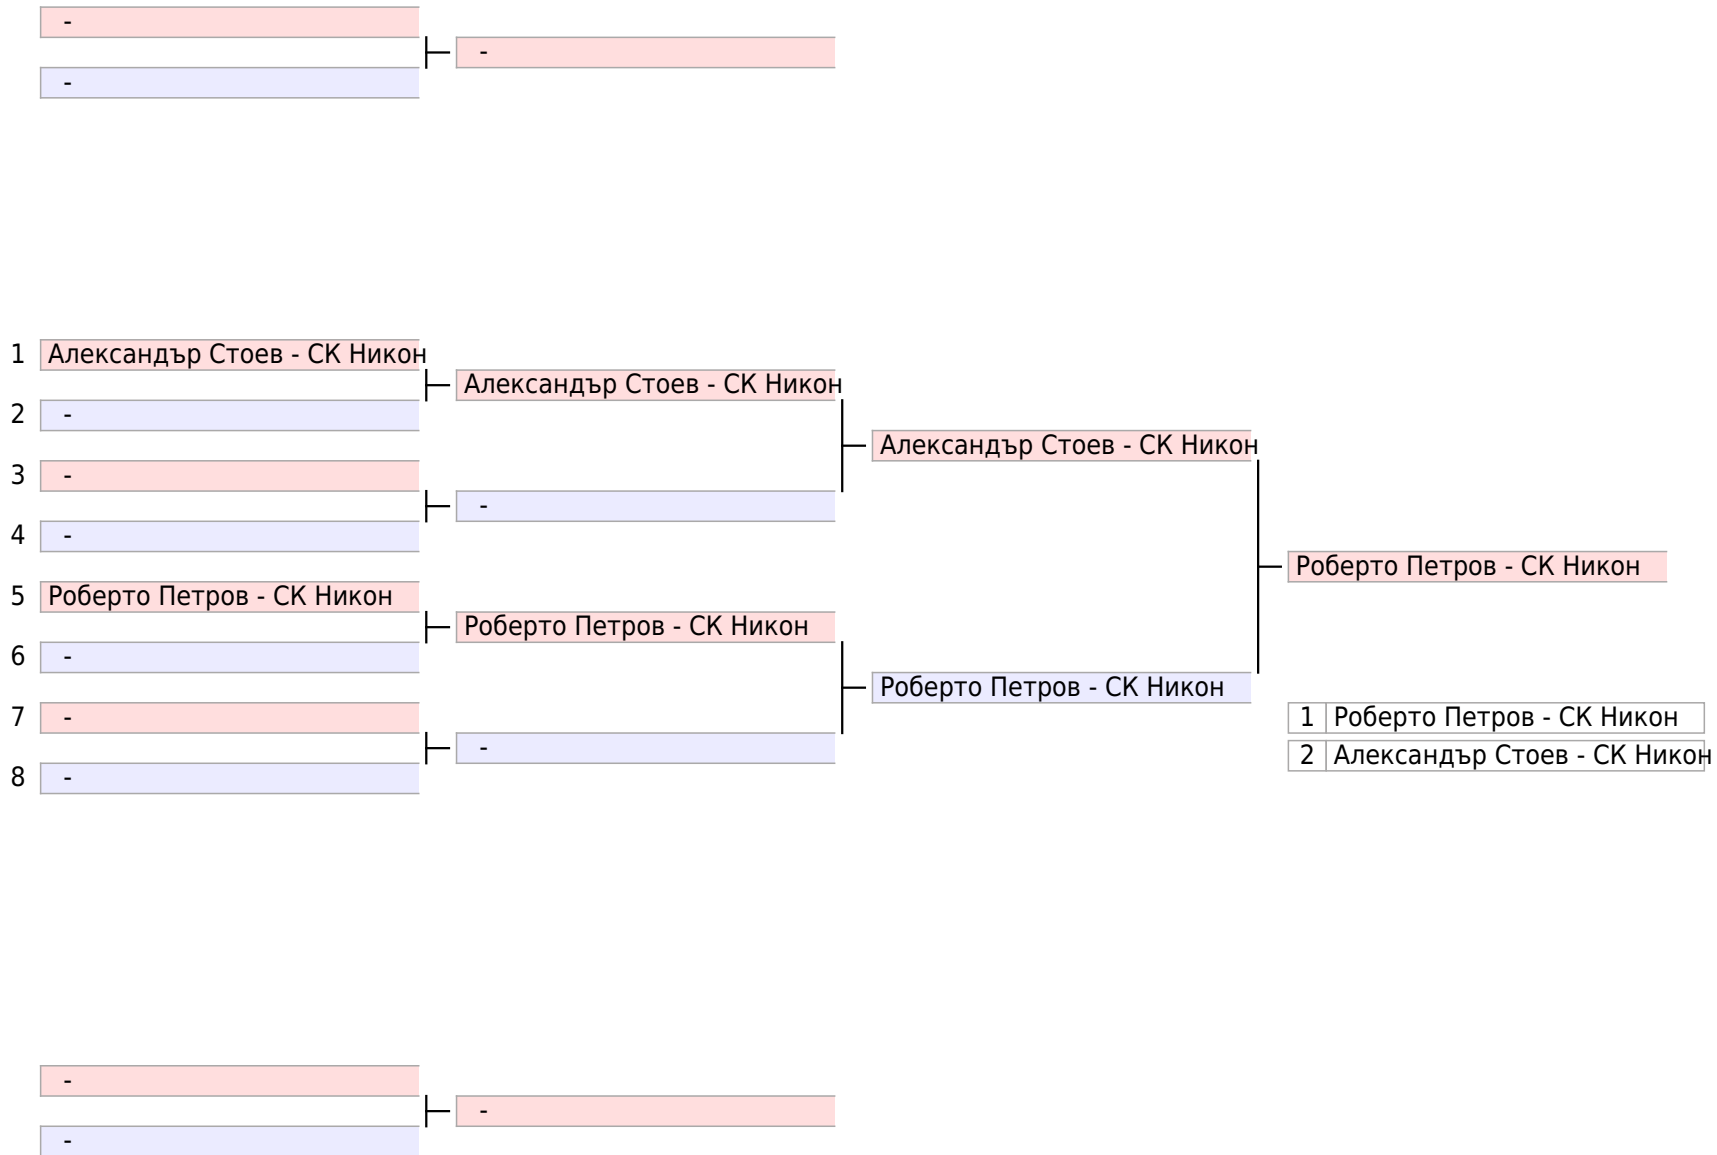 -
-
-
1 Александър Стоев - СК Никон
Александър Стоев - СК Никон
2 -
Александър Стоев - СК Никон
3 -
-
4 -
Роберто Петров - СК Никон
5 Роберто Петров - СК Никон
Роберто Петров - СК Никон
6 -
Роберто Петров - СК Никон
7 -
1 Роберто Петров - СК Никон
-
2 Александър Стоев - СК Никон
8 -
-
-
-